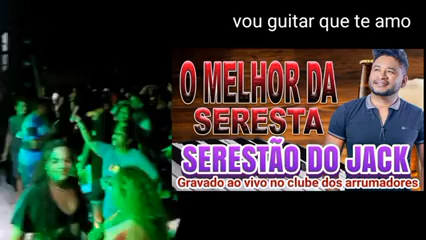 vou guitar que te amo
O MELHOR DA
SERESTA
SERESTÃO DO JACK
Gravado ao vivo no clube dos arrumadores